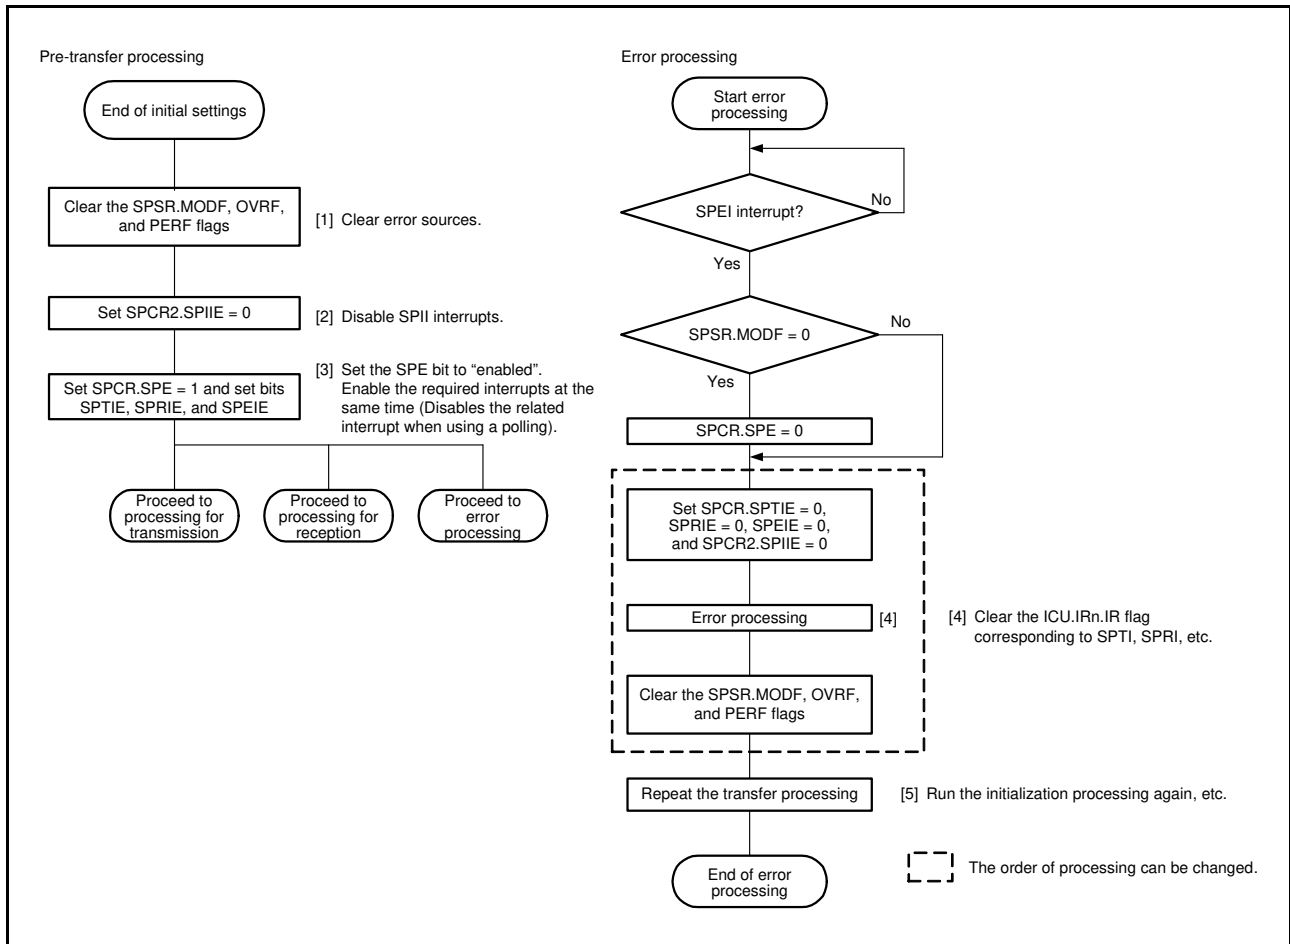 Pre-transfer processing
End of initial settings
Clear the SPSR.MODF, OVRF,
and PERF flags
[1] Clear error sources.
Set SPCR2.SPIIE = 0
[2] Disable SPII interrupts.
Set SPCR.SPE = 1 and set bits
SPTIE, SPRIE, and SPEIE
[3] Set the SPE bit to “enabled”.
Enable the required interrupts at the
same time (Disables the related
interrupt when using a polling).
Proceed to
processing for
transmission
Proceed to
processing for
reception
Proceed to
error
processing
Error processing
Start error
processing
SPEI interrupt?
No
Yes
SPSR.MODF = 0
No
Yes
SPCR.SPE = 0
Set SPCR.SPTIE = 0,
SPRIE = 0, SPEIE = 0,
and SPCR2.SPIIE = 0
Error processing
[4]
[4] Clear the ICU.IRn.IR flag
corresponding to SPTI, SPRI, etc.
Clear the SPSR.MODF, OVRF,
and PERF flags
Repeat the transfer processing
[5] Run the initialization processing again, etc.
End of error
processing
The order of processing can be changed.